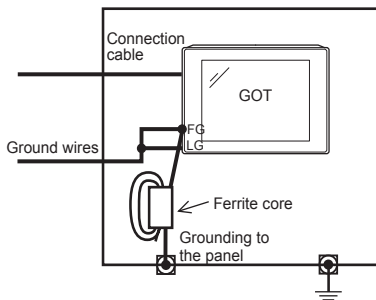 Connection
cable
GOT
FG
LG
Ground wires
Ferrite core
Grounding to
the panel